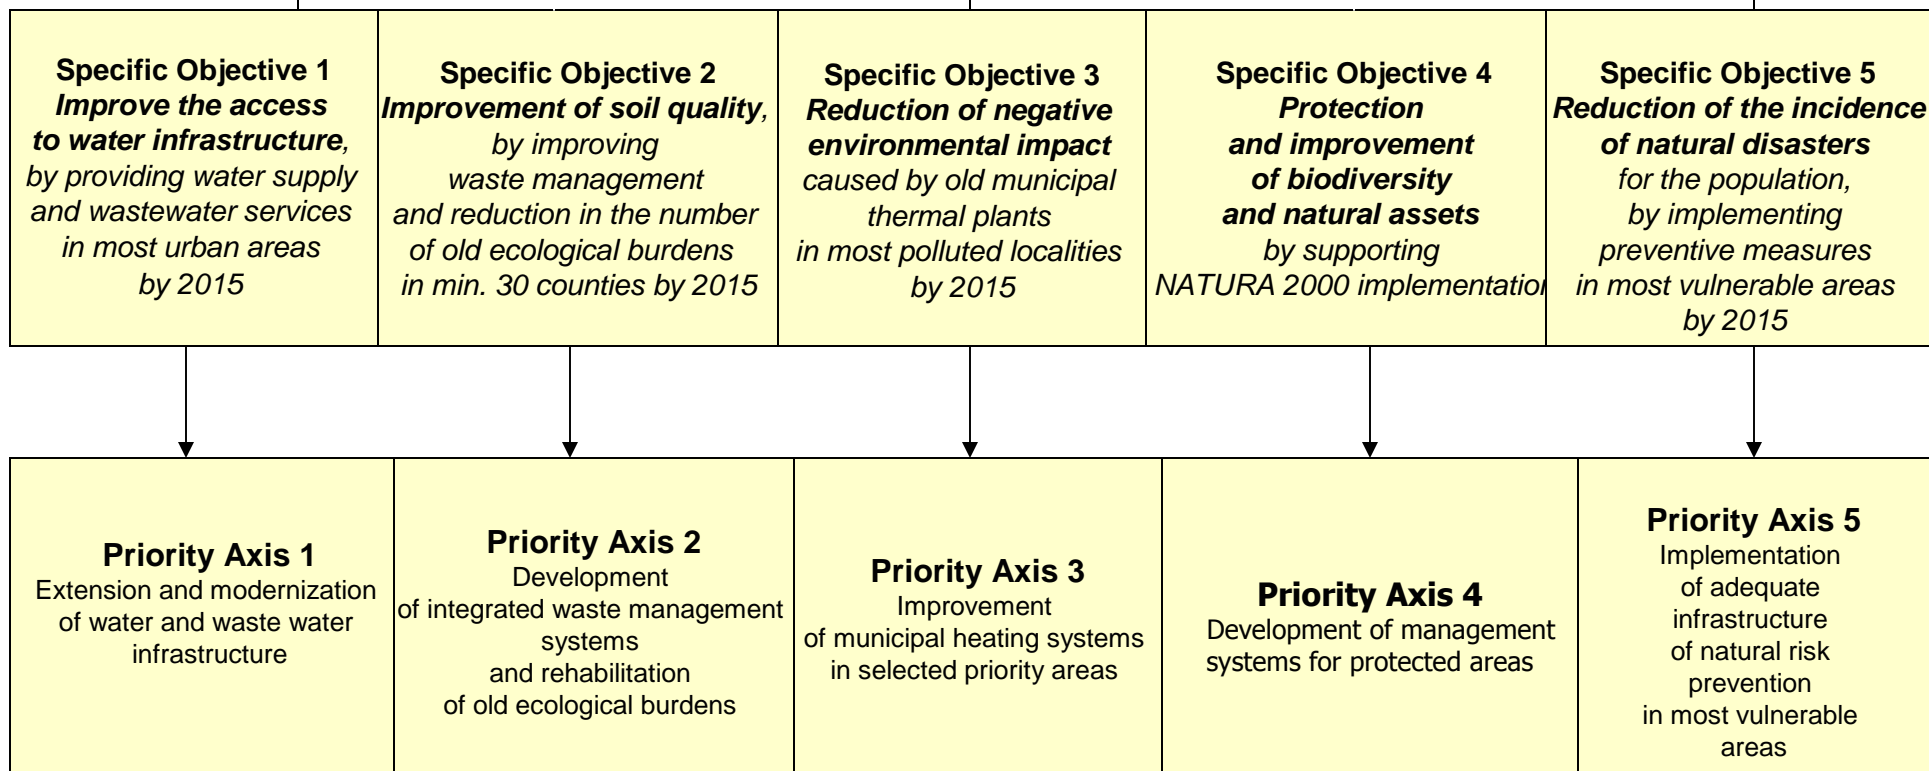 Specific Objective 1
Improve the access
to water infrastructure,
by providing water supply
and wastewater services
in most urban areas
by 2015
Specific Objective 2
Improvement of soil quality,
by improving
waste management
and reduction in the number
of old ecological burdens
in min. 30 counties by 2015
Specific Objective 3
Reduction of negative
environmental impact
caused by old municipal
thermal plants
in most polluted localities
by 2015
Specific Objective 4
Protection
and improvement
of biodiversity
and natural assets
by supporting
NATURA 2000 implementation
Specific Objective 5
Reduction of the incidence
of natural disasters
for the population,
by implementing
preventive measures
in most vulnerable areas
by 2015
Priority Axis 1
Extension and modernization
of water and waste water
infrastructure
Priority Axis 2
Development
of integrated waste management
systems
and rehabilitation
of old ecological burdens
Priority Axis 3
Improvement
of municipal heating systems
in selected priority areas
Priority Axis 4
Development of management
systems for protected areas
Priority Axis 5
Implementation
of adequate
infrastructure
of natural risk
prevention
in most vulnerable
areas